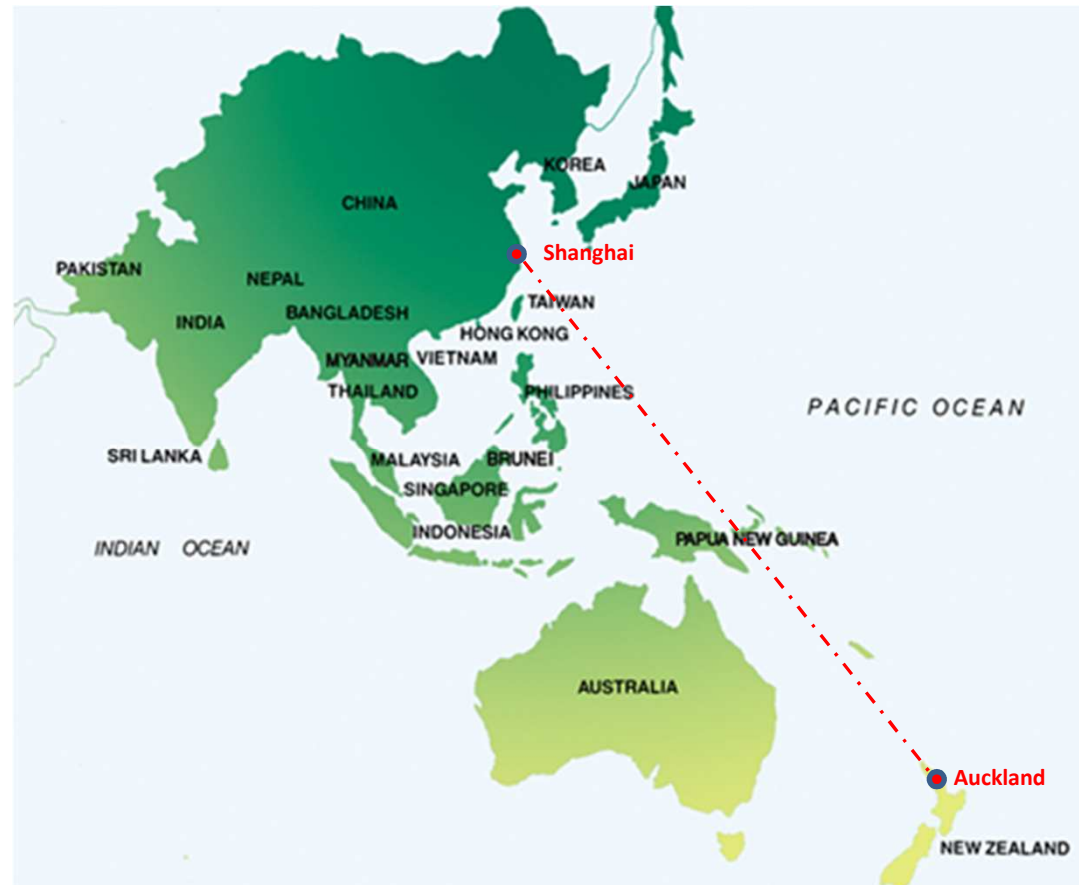 KOREA
JAPAN
CHINA
Shanghai
PAKISTAN
NEPAL
TAIWAN
BANGLADESH
INDIA
HONG KONG
MYANMAR
VIETNAM
THAILAND
PHILIPPINES
PACIFIC OCEAN
SRI LANKA
MALAYSIA
BRUNEI
SINGAPORE
INDONESIA
PAPUA NEW GUINEA
INDIAN OCEAN
AUSTRALIA
Auckland
NEW ZEALAND